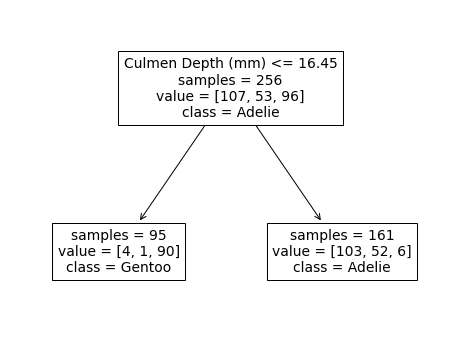 Culmen Depth (mm) <= 16.45
samples = 256
value = [107, 53, 96]
class = Adelie
samples = 95
value = [4, 1, 90]
class = Gentoo
samples = 161
value = [103, 52, 6]
class = Adelie